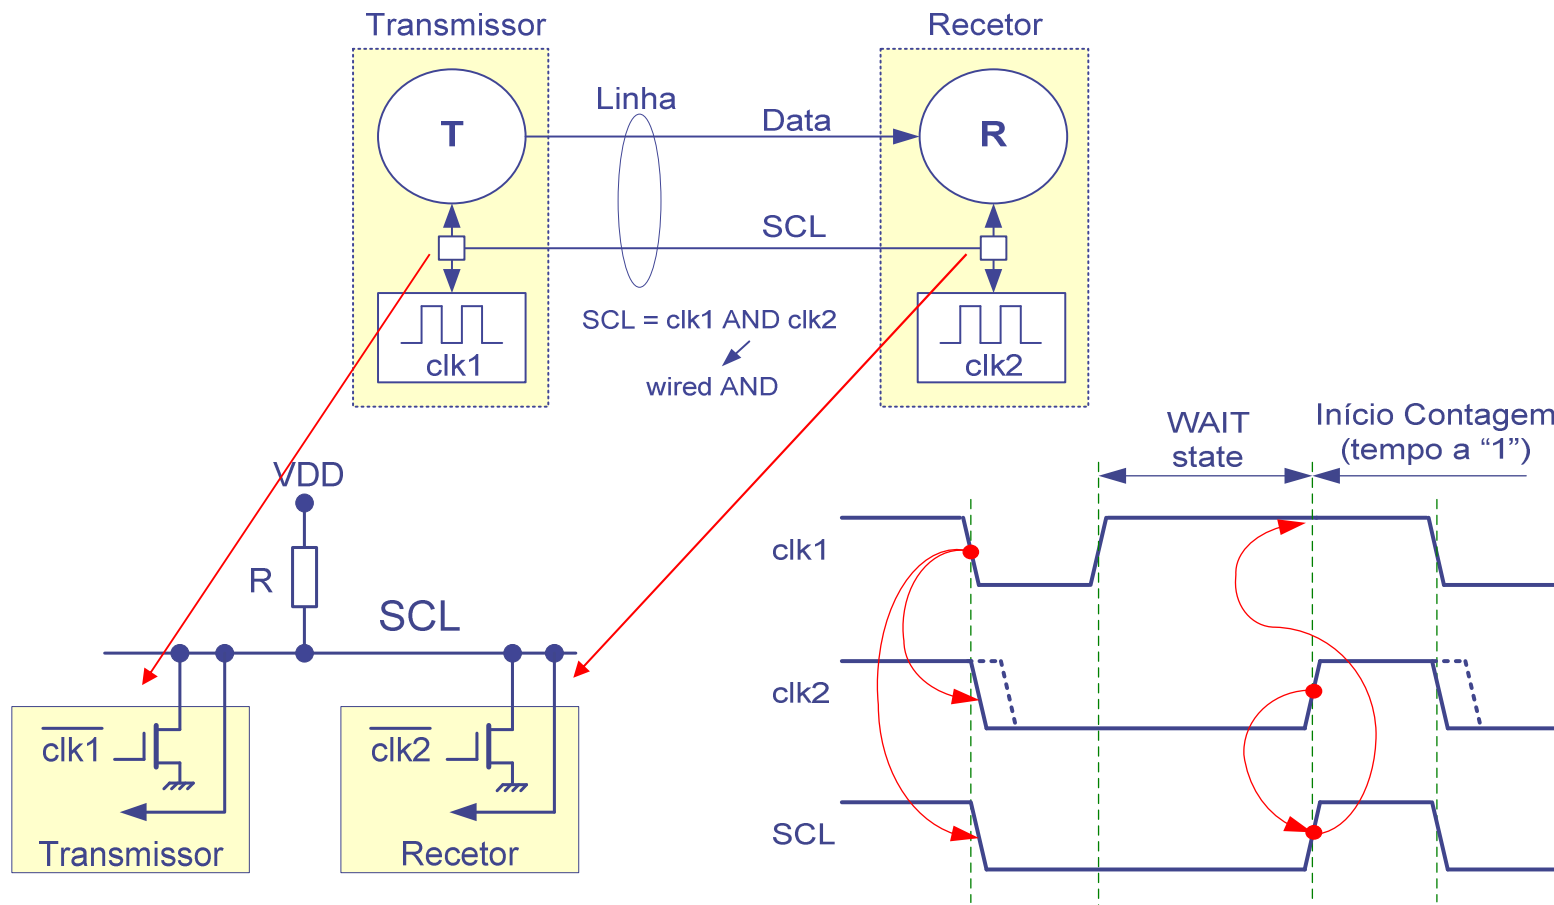 Transmissor
Recetor
Linha
Data
T
R
SCL
SCL = clk1 AND clk2
wired AND
clk1
clk2
WAIT
state
Início Contagem
(tempo a “1”)
VDD
R
SCL
clk1
clk2
Transmissor
Recetor
clk1
clk2
SCL